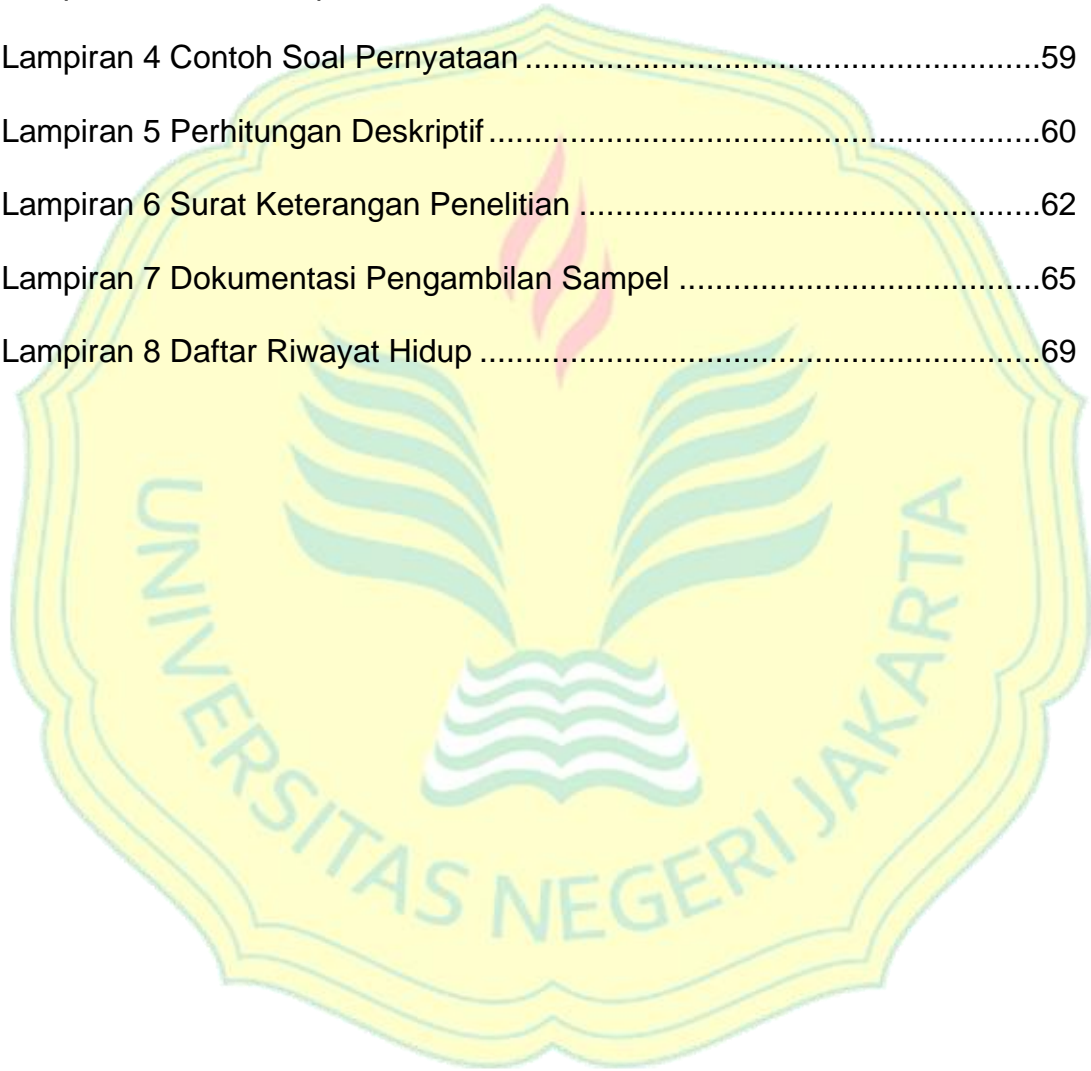 Lampiran 4 Contoh Soal Pernyataan ..........................................................59
Lampiran 5 Perhitungan Deskriptif ..............................................................60
Lampiran 6 Surat Keterangan Penelitian ....................................................62
Lampiran 7 Dokumentasi Pengambilan Sampel ........................................65
Lampiran 8 Daftar Riwayat Hidup ...............................................................69
UNIVERSITAS NEGERI JAKARTA